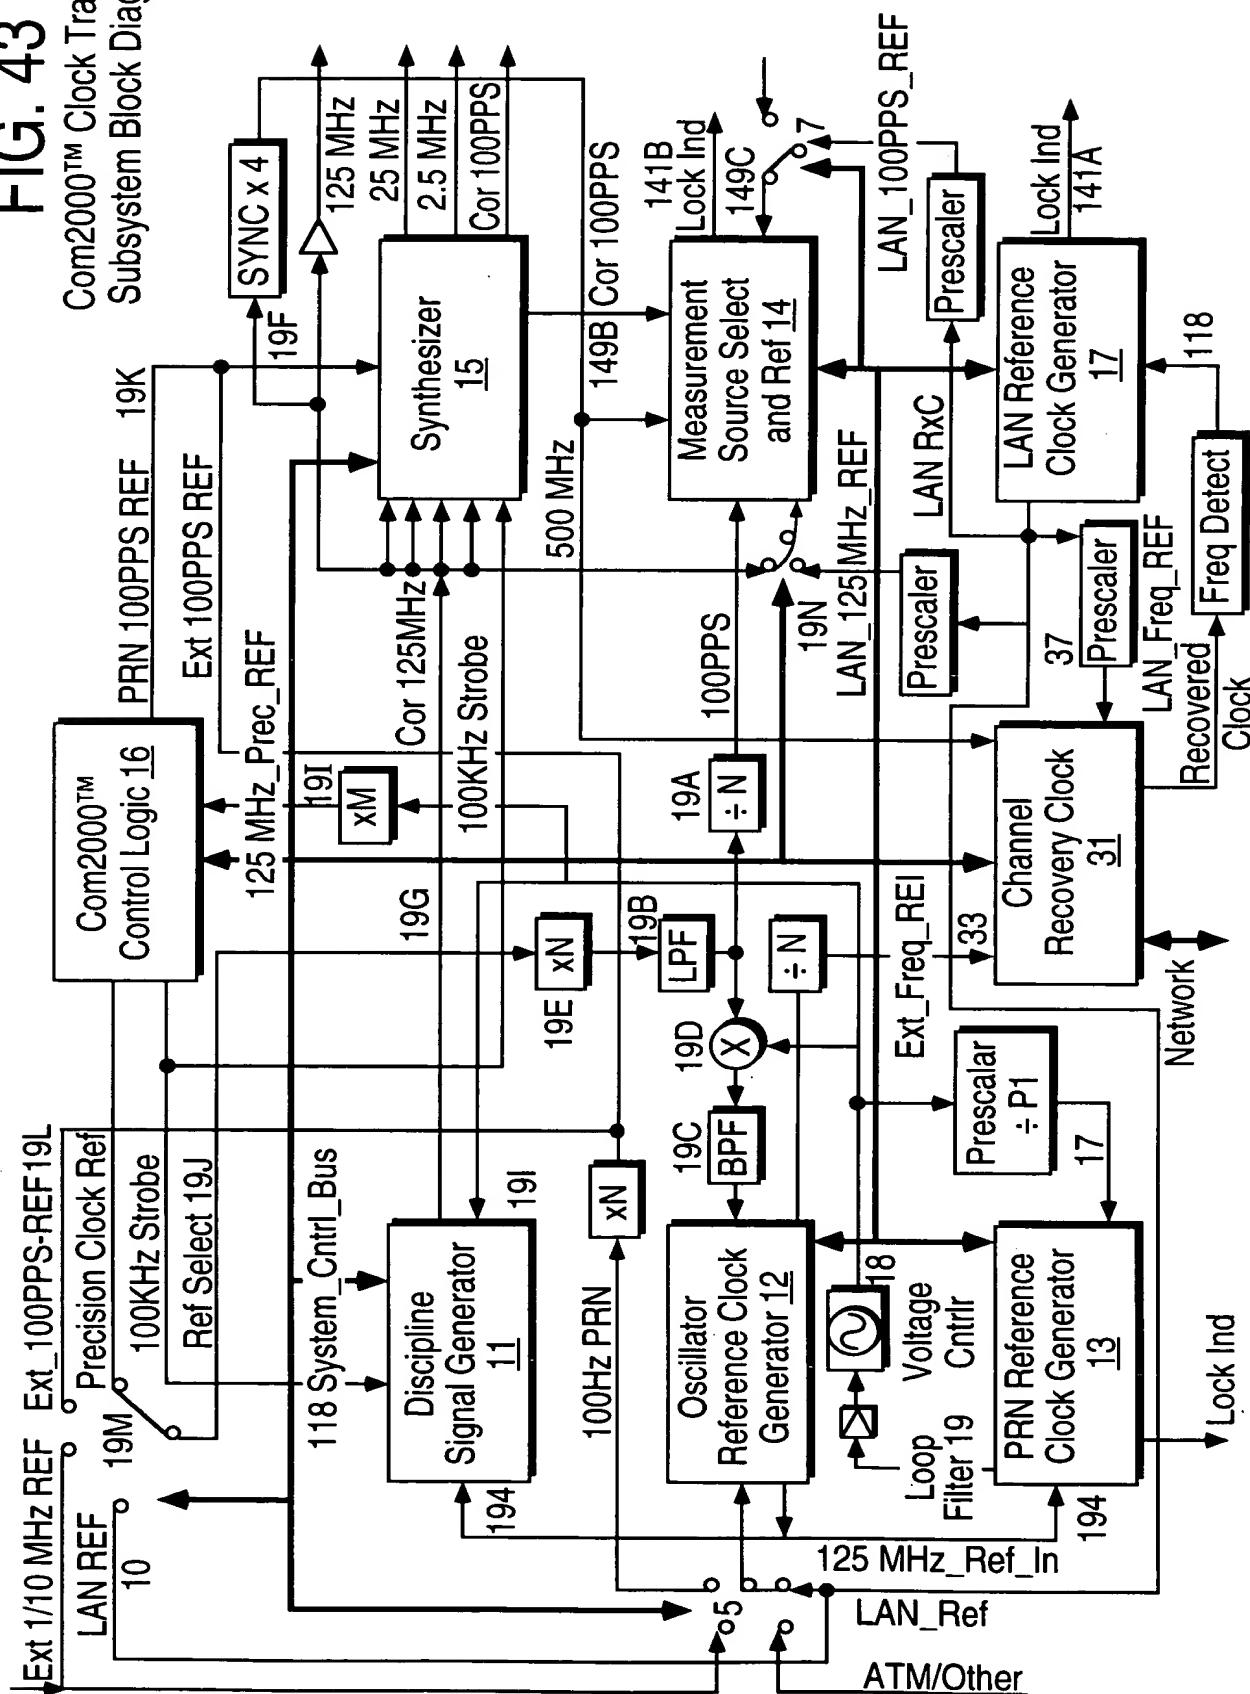 FIG. 43
Com2000™ Clock Tra
Subsystem Block Diag
SYNC x 4
125 MHz
25 MHz
2.5 MHz
Cor 100PPS
19F
19K
PRN 100PPS REF
Ext 100PPS REF
Synthesizer
15
Com2000™
Control Logic 16
125 MHz_Prec_REF
19I
xM
Cor 125MHz
100KHz Strobe
19G
500 MHz
149B
Cor 100PPS
141B
Lock Ind
149C
7
LAN_100PPS_REF
Measurement
Source Select
and Ref 14
100PPS
19A
÷ N
19N
LAN_125 MHz_REF
LAN RxC
Prescaler
Lock Ind
141A
LAN Reference
Clock Generator
17
118
Prescaler
37
Prescaler
LAN_Freq_REF
Freq Detect
Recovered
Clock
Channel
Recovery Clock
31
33
Ext_Freq_REI
Network
xN
19E
19B
LPF
÷ N
19D
X
19C
BPF
Prescalar
÷ P1
17
Ext_100PPS-REF19L
Precision Clock Ref
100KHz Strobe
Ref Select 19J
118 System_Cntrl_Bus
19M
Ext 1/10 MHz REF
LAN REF
10
Discipline
Signal Generator
11
19I
xN
100Hz PRN
194
Oscillator
Reference Clock
Generator 12
18
Voltage
Cntrlr
Loop
Filter 19
PRN Reference
Clock Generator
13
194
Lock Ind
125 MHz_Ref_In
5
LAN_Ref
ATM/Other